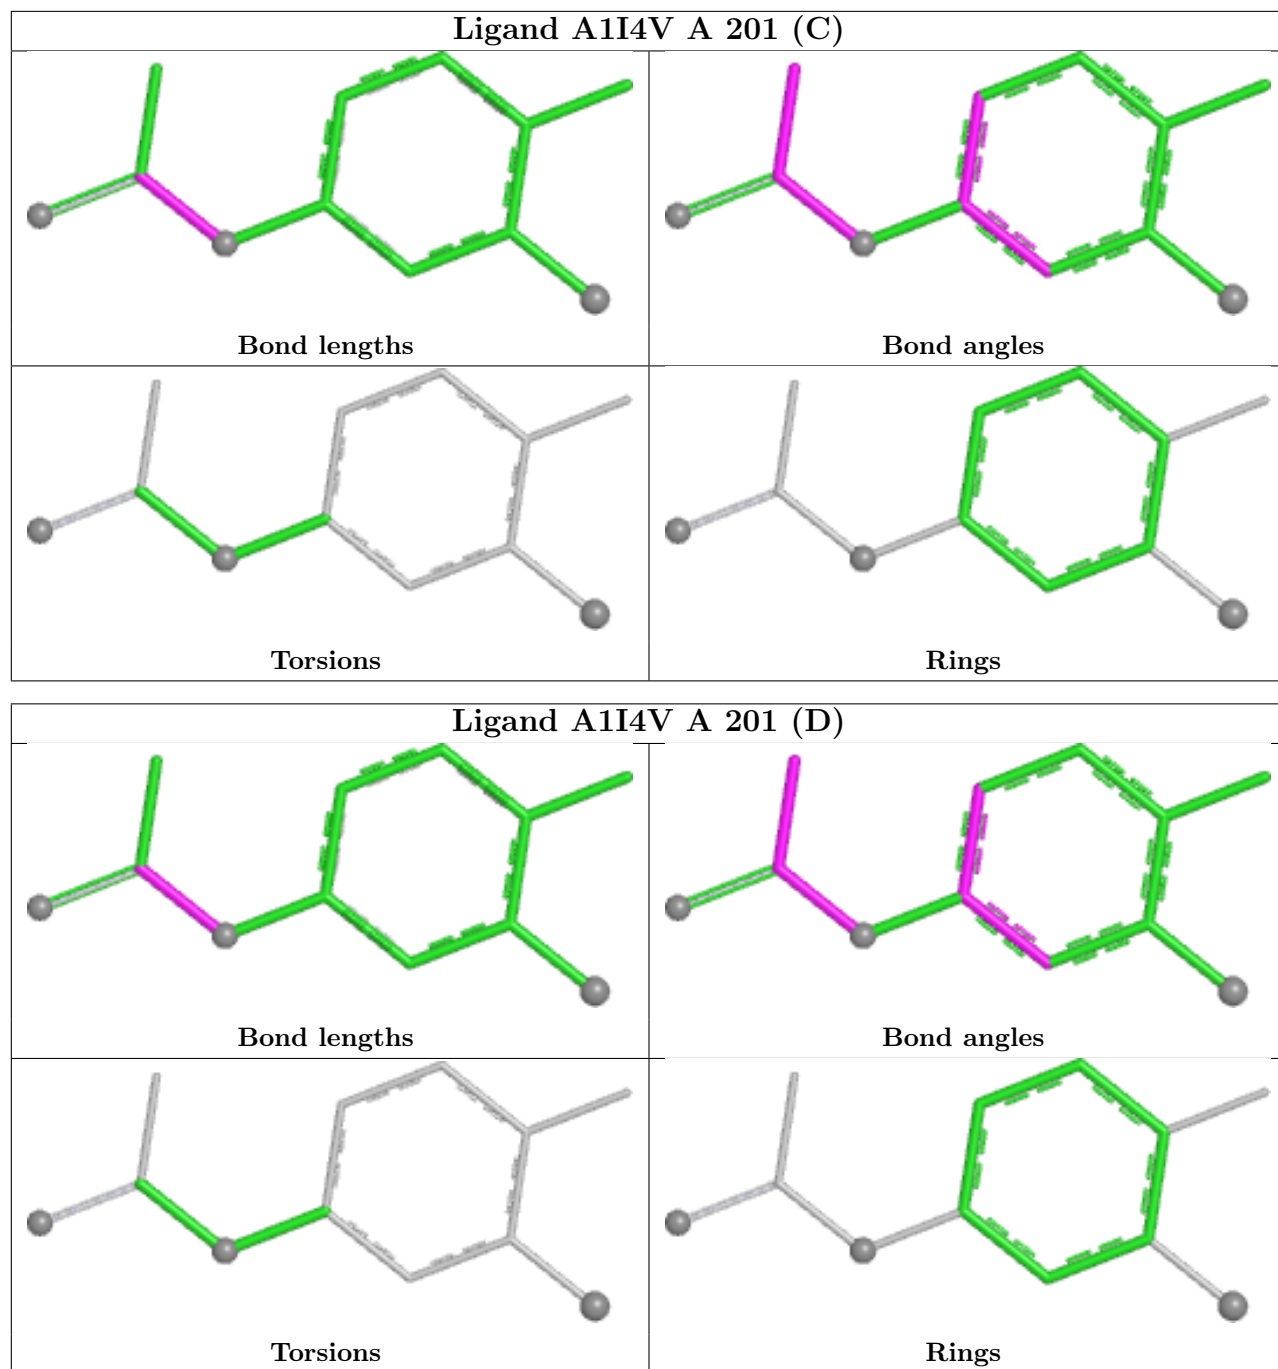 Ligand A1I4V A 201 (C)
Bond lengths
Bond angles
Torsions
Rings
Ligand A1I4V A 201 (D)
Bond lengths
Bond angles
Torsions
Rings